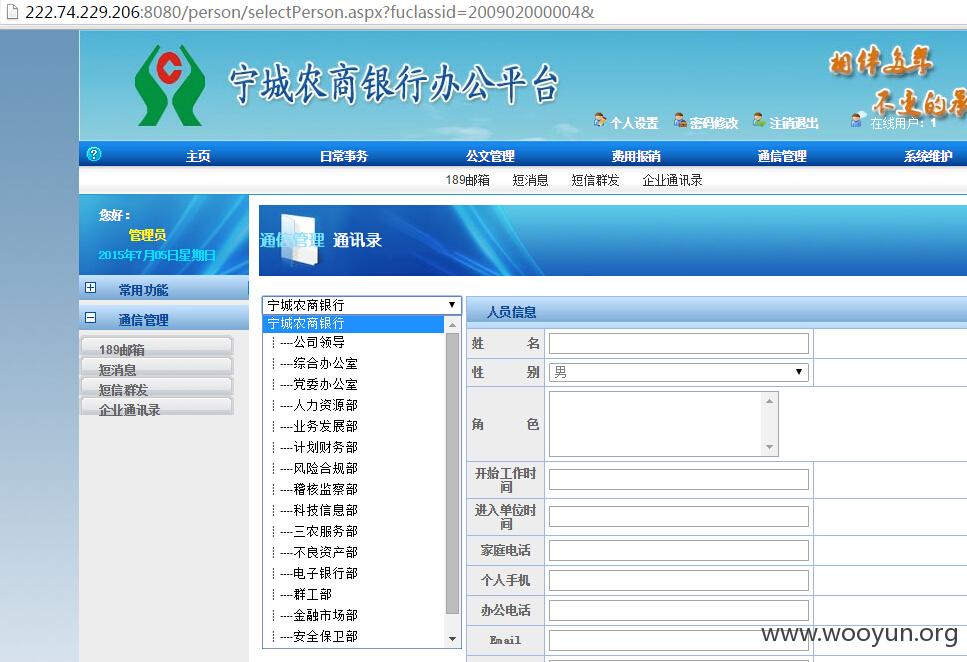 222.74.229.206:8080/person/selectPerson.aspx?fuclassid=200902000004&
宁城农商银行办公平台
相伴多年
不变的承
个人设置 密码修改 注销退出 在线用户：1
主页 日常事务 公文管理 费用报销 通信管理 系统维护
189邮箱 短消息 短信群发 企业通讯录
您好：
管理员
2015年7月05日星期日
常用功能
通信管理
189邮箱
短消息
短信群发
企业通讯录
通信管理 通讯录
宁城农商银行
宁城农商银行
┊----公司领导
┊----综合办公室
┊----党委办公室
┊----人力资源部
┊----业务发展部
┊----计划财务部
┊----风险合规部
┊----稽核监察部
┊----科技信息部
┊----三农服务部
┊----不良资产部
┊----电子银行部
┊----群工部
┊----金融市场部
┊----安全保卫部
人员信息
姓 名
性 别 男
角 色
开始工作时
间
进入单位时
间
家庭电话
个人手机
办公电话
Email
www.wooyun.org